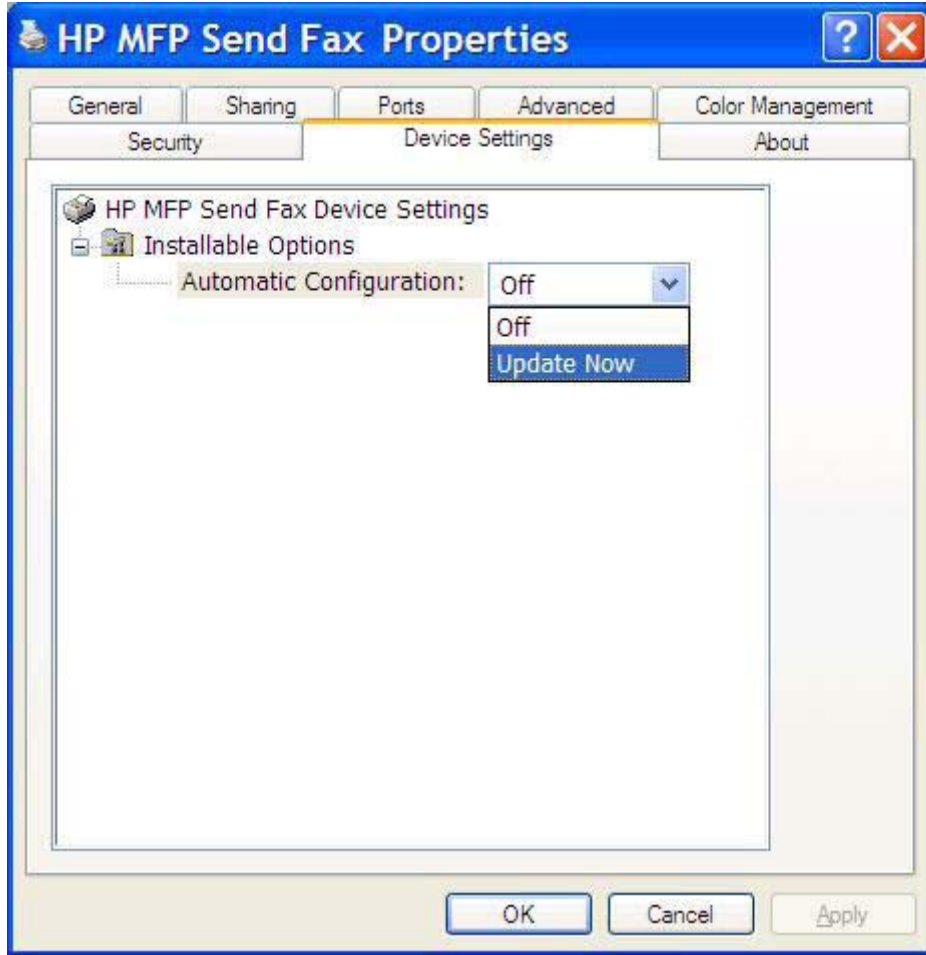 HP MFP Send Fax Properties
?
General Sharing Ports Advanced Color Management
Security Device Settings About
HP MFP Send Fax Device Settings
Installable Options
Automatic Configuration: Off
Off
Update Now
OK Cancel Apply